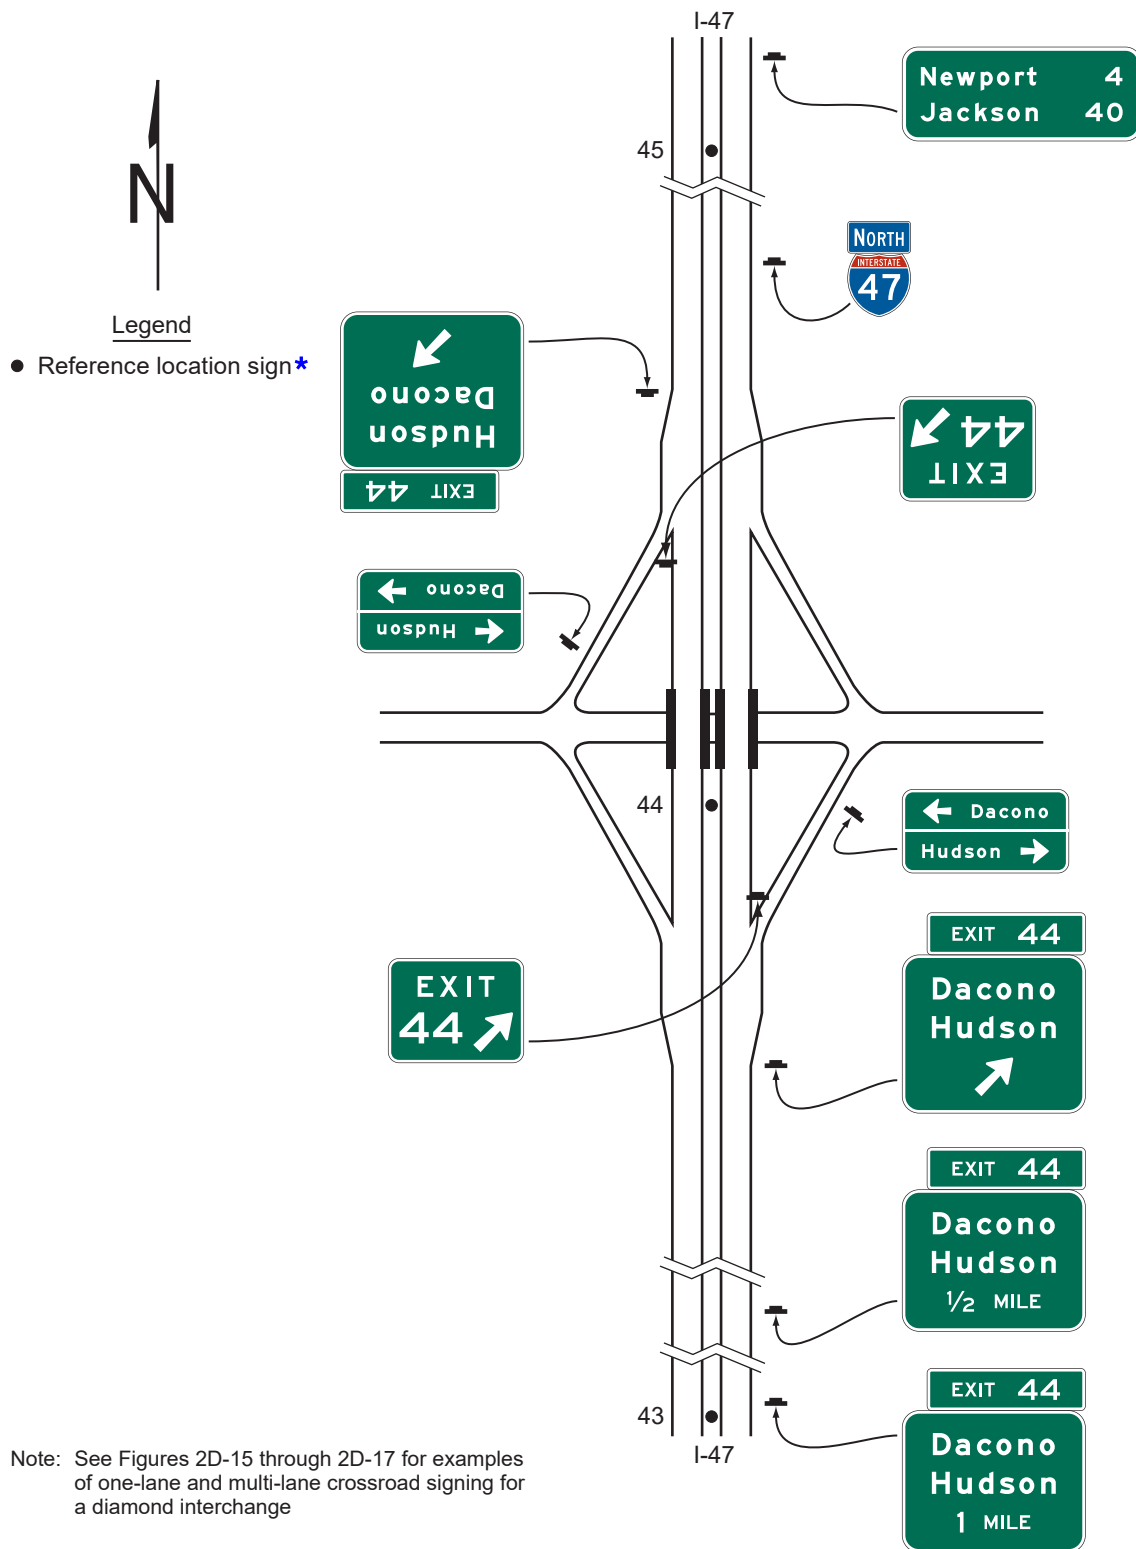 I-47
Newport 4
Jackson 40
45
N
NORTH
INTERSTATE
47
Legend
● Reference location sign*
Hudson
Dacono
EXIT 44
EXIT
44
Dacono
Hudson
44
← Dacono
Hudson →
EXIT 44
Dacono
Hudson
EXIT
44
EXIT 44
Dacono
Hudson
1/2 MILE
EXIT 44
Dacono
Hudson
1 MILE
43
I-47
Note: See Figures 2D-15 through 2D-17 for examples
of one-lane and multi-lane crossroad signing for
a diamond interchange